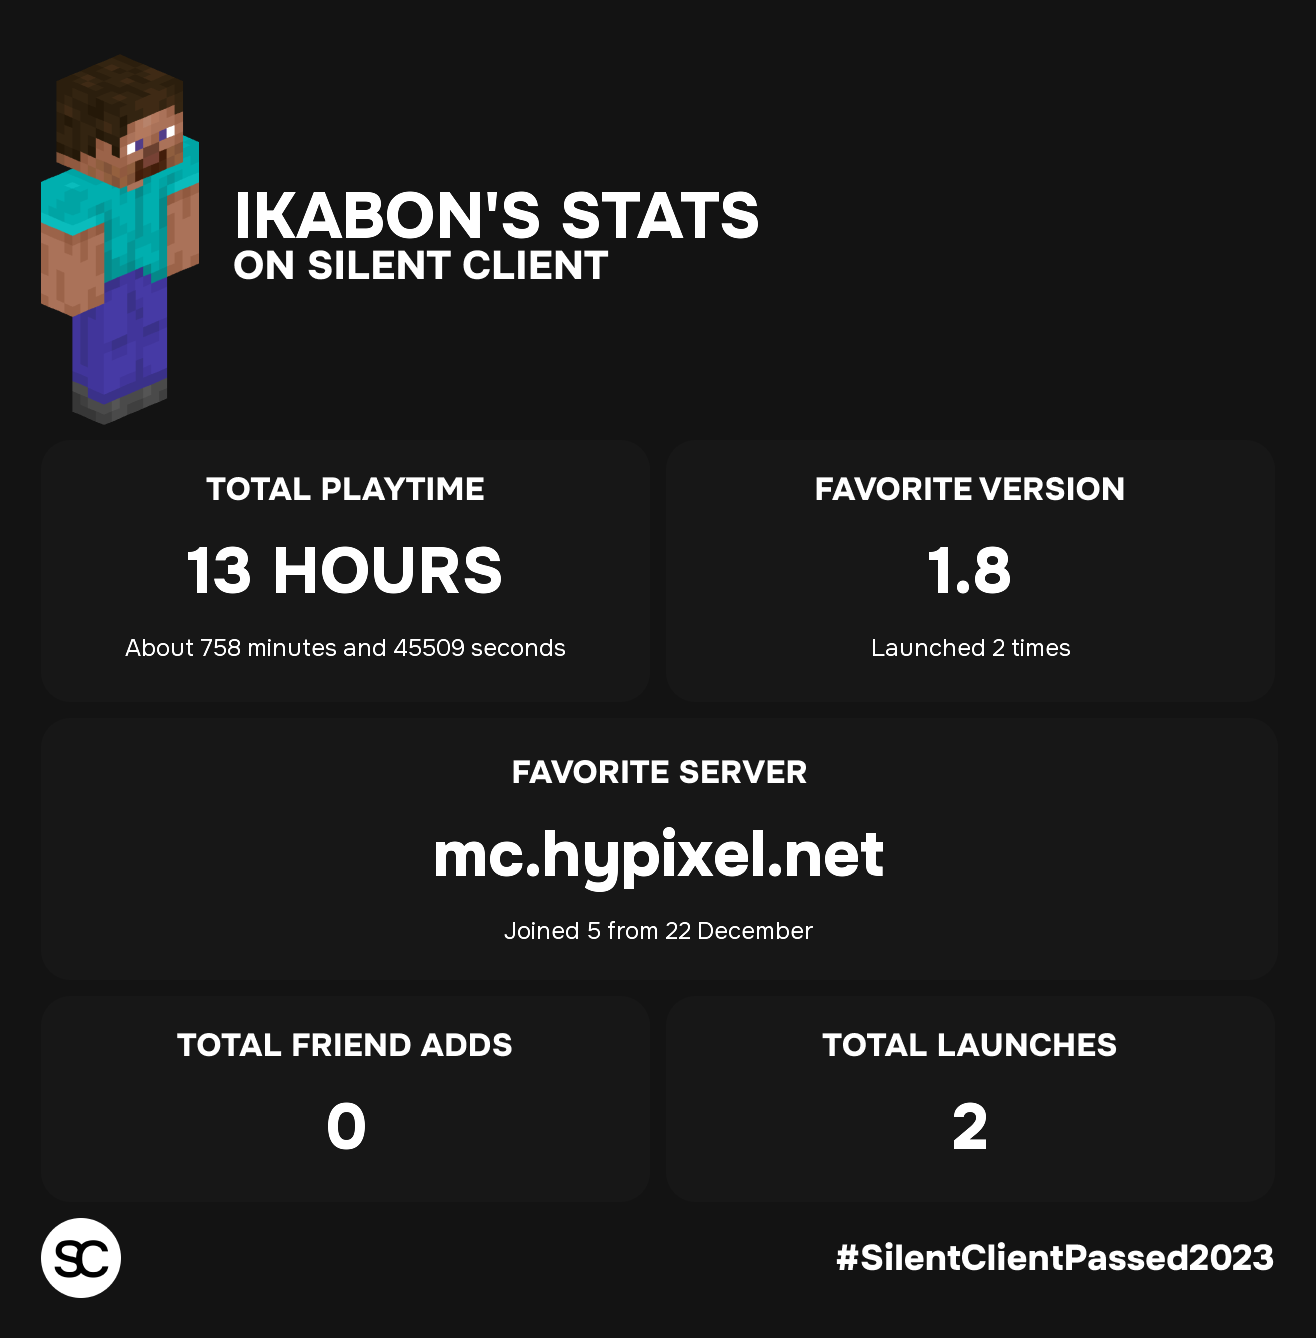 IKABON'S STATS
ON SILENT CLIENT
TOTAL PLAYTIME
13 HOURS
About 758 minutes and 45509 seconds
FAVORITE VERSION
1.8
Launched 2 times
FAVORITE SERVER
mc.hypixel.net
Joined 5 from 22 December
TOTAL FRIEND ADDS
0
TOTAL LAUNCHES
2
SC
#SilentClientPassed2023